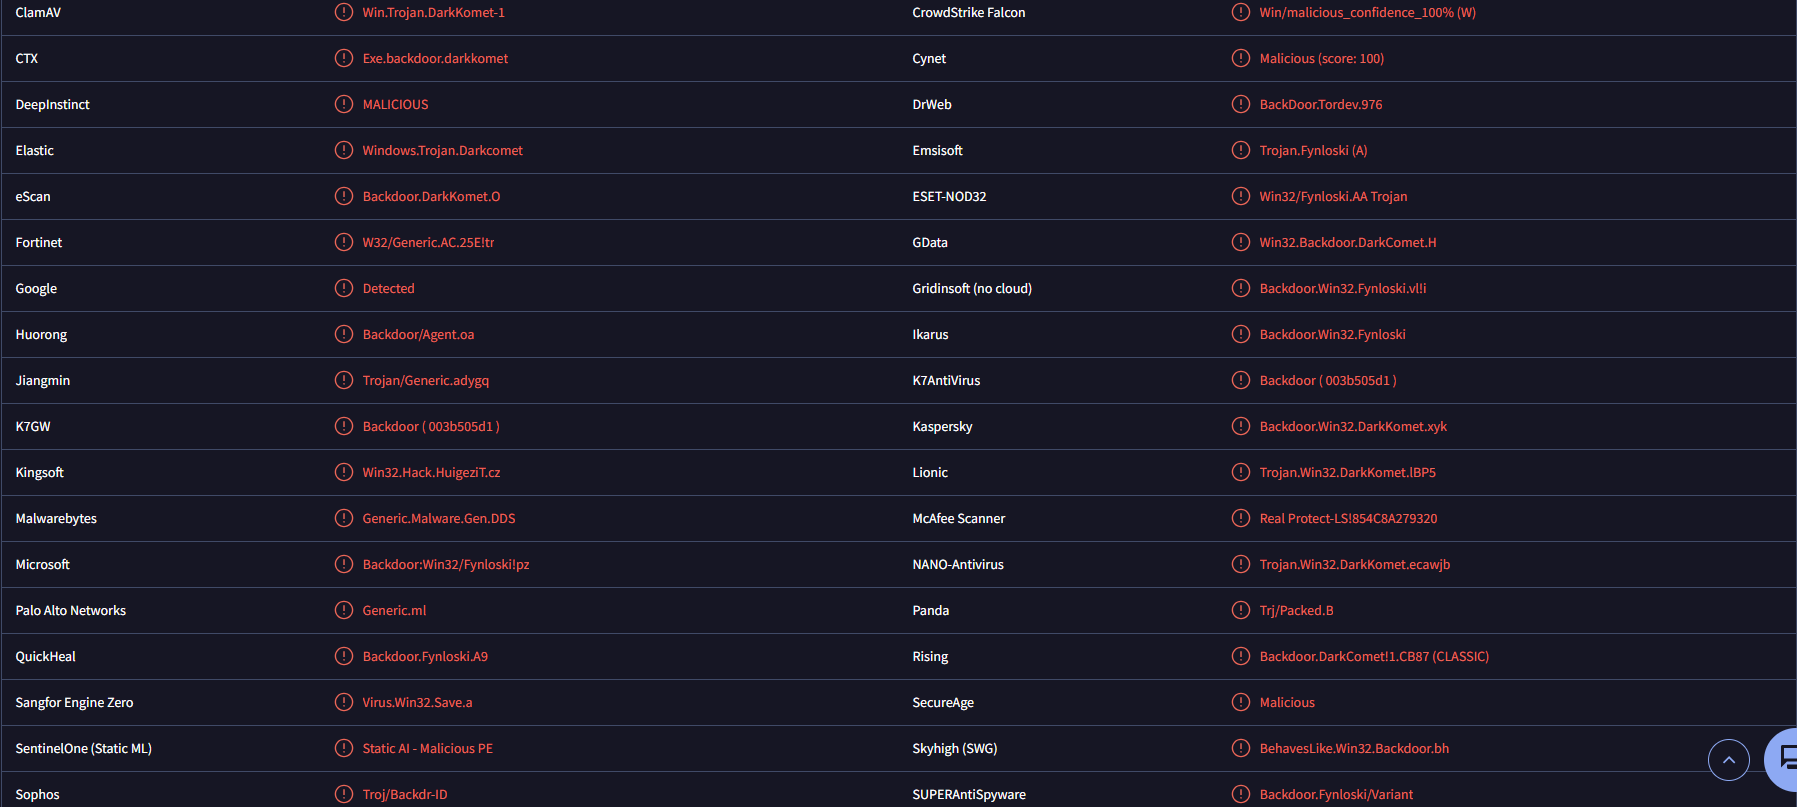 ClamAV Win.Trojan.DarkKomet-1 CrowdStrike Falcon Win/malicious_confidence_100% (W)
CTX Exe.backdoor.darkkomet Cynet Malicious (score: 100)
DeepInstinct MALICIOUS DrWeb BackDoor.Tordev.976
Elastic Windows.Trojan.Darkcomet Emsisoft Trojan.Fynloski (A)
eScan Backdoor.DarkKomet.O ESET-NOD32 Win32/Fynloski.AA Trojan
Fortinet W32/Generic.AC.25E!tr GData Win32.Backdoor.DarkComet.H
Google Detected Gridinsoft (no cloud) Backdoor.Win32.Fynloski.vl!i
Huorong Backdoor/Agent.oa Ikarus Backdoor.Win32.Fynloski
Jiangmin Trojan/Generic.adygq K7AntiVirus Backdoor ( 003b505d1 )
K7GW Backdoor ( 003b505d1 ) Kaspersky Backdoor.Win32.DarkKomet.xyk
Kingsoft Win32.Hack.HuigeziT.cz Lionic Trojan.Win32.DarkKomet.lBP5
Malwarebytes Generic.Malware.Gen.DDS McAfee Scanner Real Protect-LS!854C8A279320
Microsoft Backdoor:Win32/Fynloski!pz NANO-Antivirus Trojan.Win32.DarkKomet.ecawjb
Palo Alto Networks Generic.ml Panda Trj/Packed.B
QuickHeal Backdoor.Fynloski.A9 Rising Backdoor.DarkComet!1.CB87 (CLASSIC)
Sangfor Engine Zero Virus.Win32.Save.a SecureAge Malicious
SentinelOne (Static ML) Static AI - Malicious PE Skyhigh (SWG) BehavesLike.Win32.Backdoor.bh
Sophos Troj/Backdr-ID SUPERAntiSpyware Backdoor.Fynloski/Variant